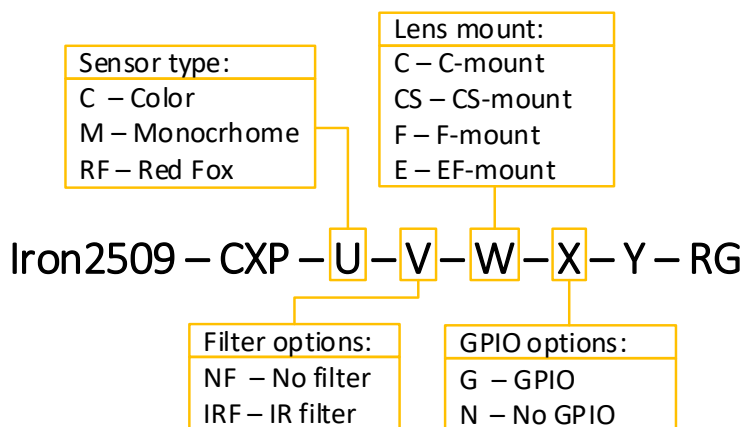 Lens mount:
C – C-mount
CS – CS-mount
F – F-mount
E – EF-mount
Sensor type:
C – Color
M – Monocrhome
RF – Red Fox
Iron2509 – CXP – U – V – W – X – Y – RG
Filter options:
NF – No filter
IRF – IR filter
GPIO options:
G – GPIO
N – No GPIO